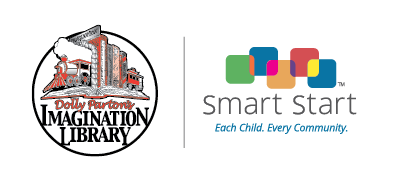 Dolly Parton's
IMAGINATION
LIBRARY
Smart Start
TM
Each Child. Every Community.